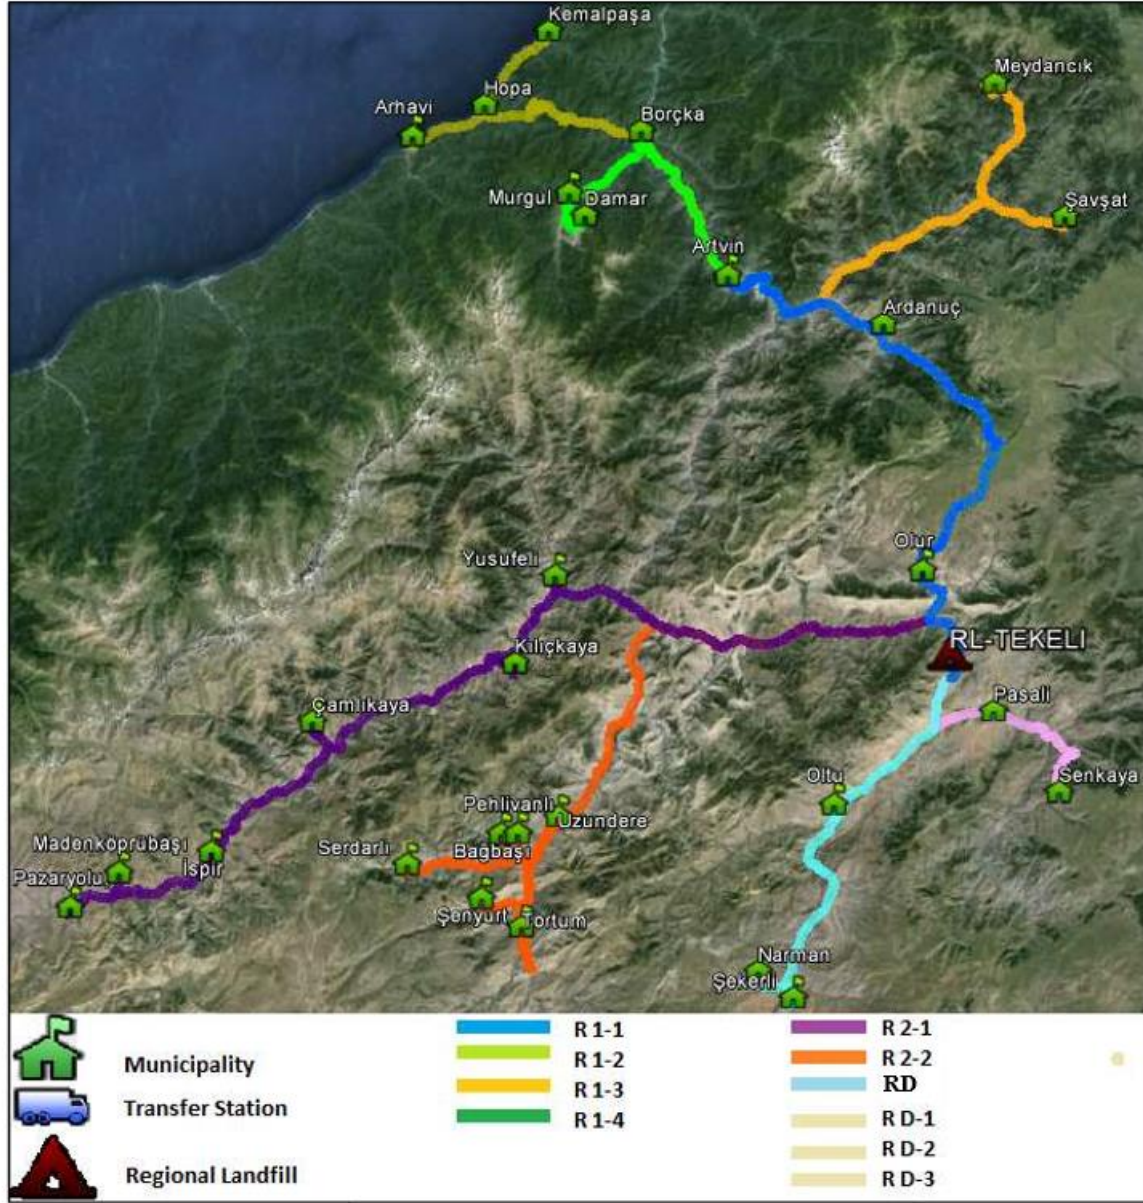 Kemalpaşa
Meydancık
Hopa
Arhavi
Borçka
Murgul
Damar
Şavşat
Artvin
Ardanuç
Olur
Yusufeli
RL-TEKELI
Kılıçkaya
Pasali
Çamlıkaya
Oltu
Senkaya
Pehlivanlı
Uzundere
Madenköprübaşı
Serdarlı
Bağbaşı
İspir
Pazaryolu
Şenyurt
Tortum
Narman
Şekerli
Municipality
Transfer Station
Regional Landfill
R 1-1
R 1-2
R 1-3
R 1-4
R 2-1
R 2-2
RD
R D-1
R D-2
R D-3